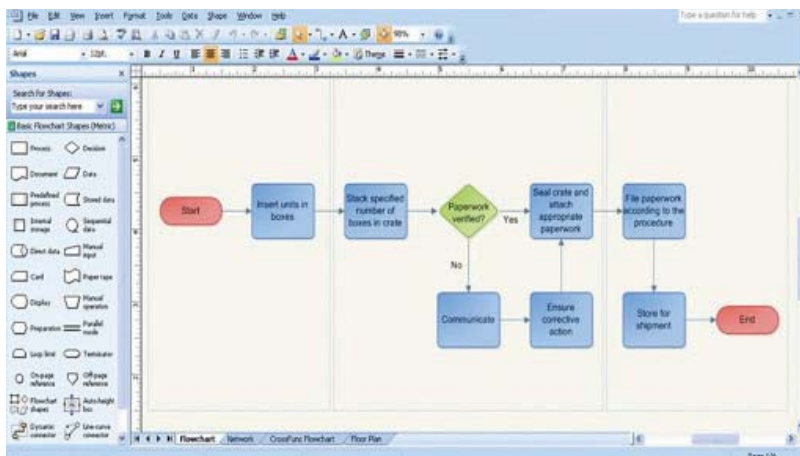 File Edit View Insert Format Tools Data Shape Window Help
Type a question for help
98%
Arial 12pt. B I U Theme
Shapes
Search for Shapes:
Type your search here
Basic Flowchart Shapes (Metric)
Process Decision
Document Data
Predefined process Stored data
Internal storage Sequential data
Direct data Manual input
Card Paper tape
Display Manual operation
Preparation Parallel mode
Loop limit Terminator
On-page reference Off-page reference
Flowchart shapes Auto-height box
Dynamic connector Line-curve connector
Start
Insert units in
boxes
Stack specified
number of
boxes in crate
Paperwork
verified?
Yes
No
Seal crate and
attach
appropriate
paperwork
File paperwork
according to the
procedure
Communicate
Ensure
corrective
action
Store for
shipment
End
Flowchart Network CrossFunc Flowchart Floor Plan